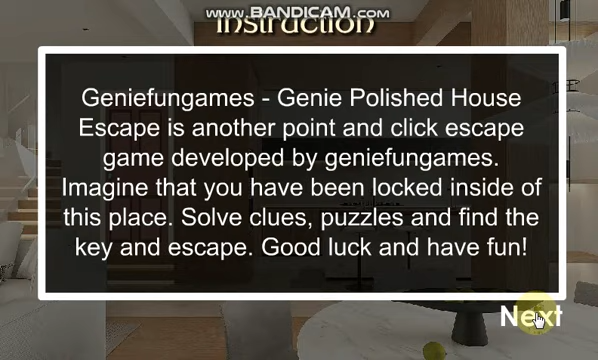 www.BANDICAM.com
Instruction
Geniefungames - Genie Polished House
Escape is another point and click escape
game developed by geniefungames.
Imagine that you have been locked inside of
this place. Solve clues, puzzles and find the
key and escape. Good luck and have fun!
Next